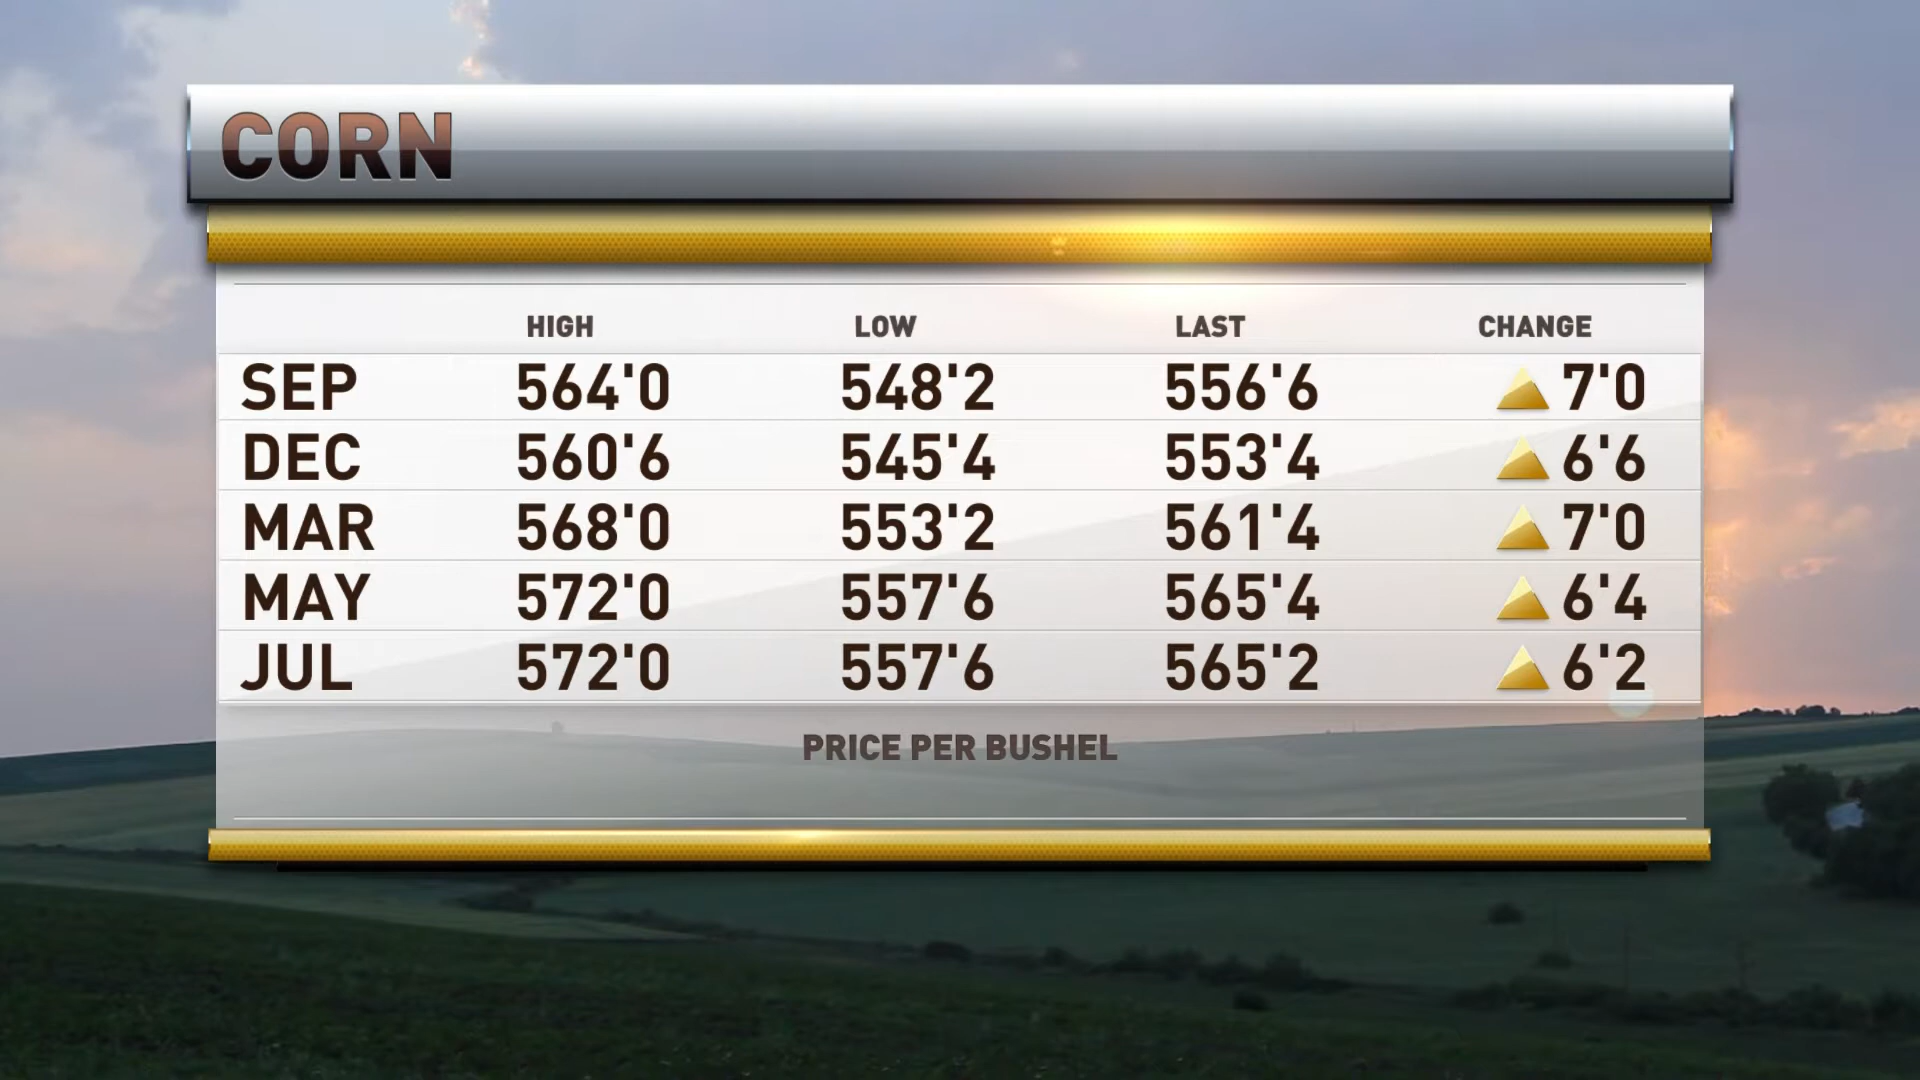 CORN
HIGH LOW LAST CHANGE
SEP 564'0 548'2 556'6 7'0
DEC 560'6 545'4 553'4 6'6
MAR 568'0 553'2 561'4 7'0
MAY 572'0 557'6 565'4 6'4
JUL 572'0 557'6 565'2 6'2
PRICE PER BUSHEL